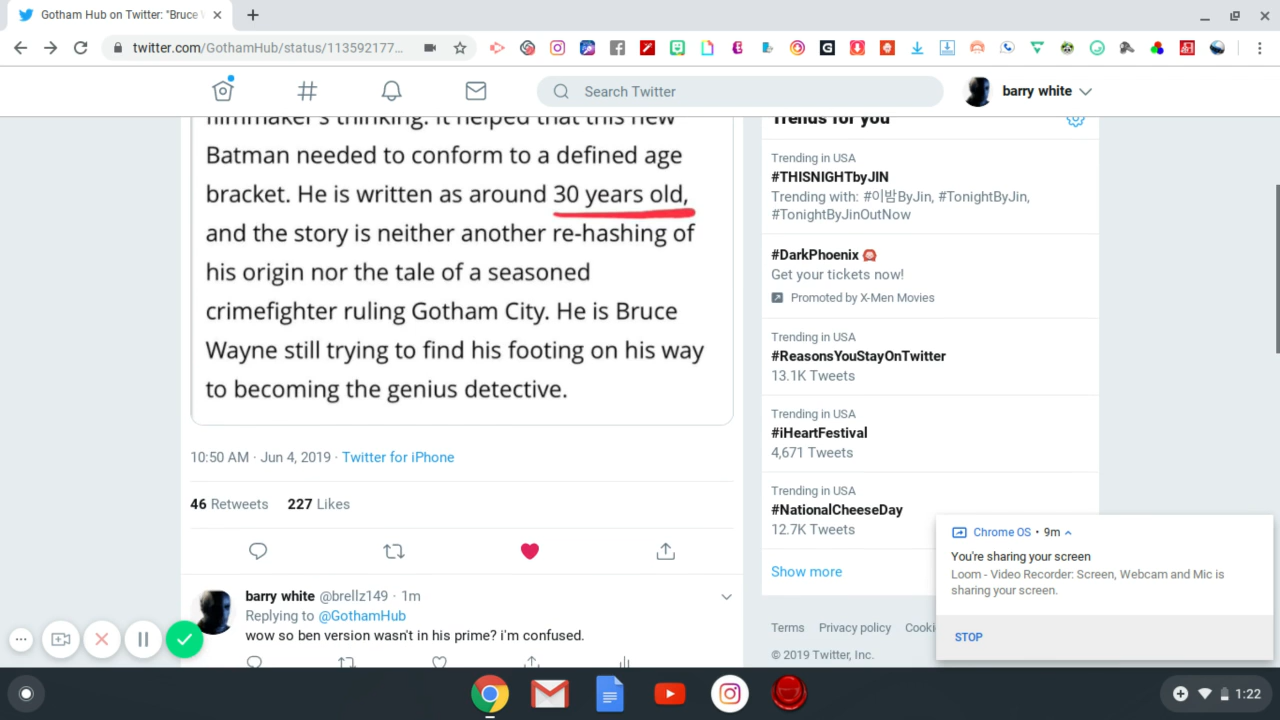 Gotham Hub on Twitter: "Bruce W
twitter.com/GothamHub/status/113592177...
Search Twitter
barry white
filmmaker's thinking. It helped that this new
Batman needed to conform to a defined age
bracket. He is written as around 30 years old,
and the story is neither another re-hashing of
his origin nor the tale of a seasoned
crimefighter ruling Gotham City. He is Bruce
Wayne still trying to find his footing on his way
to becoming the genius detective.
10:50 AM · Jun 4, 2019 · Twitter for iPhone
46 Retweets 227 Likes
barry white @brellz149 · 1m
Replying to @GothamHub
wow so ben version wasn't in his prime? i'm confused.
Trends for you
Trending in USA
#THISNIGHTbyJIN
Trending with: #이밤ByJin, #TonightByJin,
#TonightByJinOutNow
#DarkPhoenix
Get your tickets now!
Promoted by X-Men Movies
Trending in USA
#ReasonsYouStayOnTwitter
13.1K Tweets
Trending in USA
#iHeartFestival
4,671 Tweets
Trending in USA
#NationalCheeseDay
12.7K Tweets
Show more
Terms Privacy policy Cooki
© 2019 Twitter, Inc.
Chrome OS · 9m
You're sharing your screen
Loom - Video Recorder: Screen, Webcam and Mic is
sharing your screen.
STOP
1:22